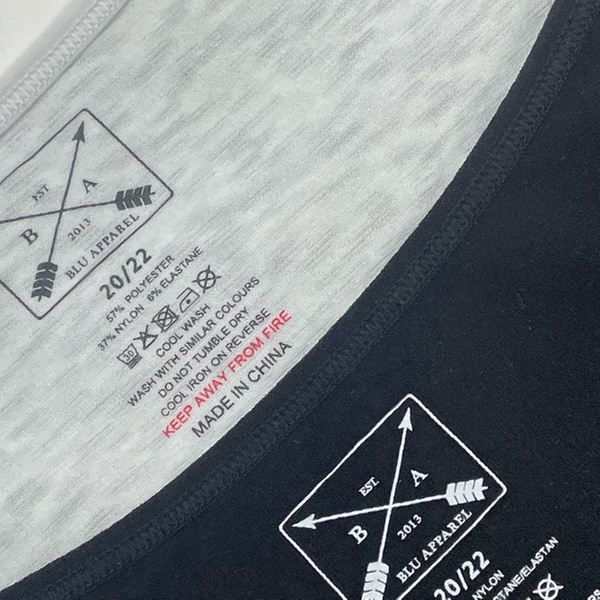 EST
A
B
2013
BLU APPAREL
20/22
57% POLYESTER
37% NYLON 6% ELASTANE
30
COOL WASH
WASH WITH SIMILAR COLOURS
DO NOT TUMBLE DRY
COOL IRON ON REVERSE
KEEP AWAY FROM FIRE
MADE IN CHINA
EST
A
B
2013
BLU APPAREL
20/22
NYLON